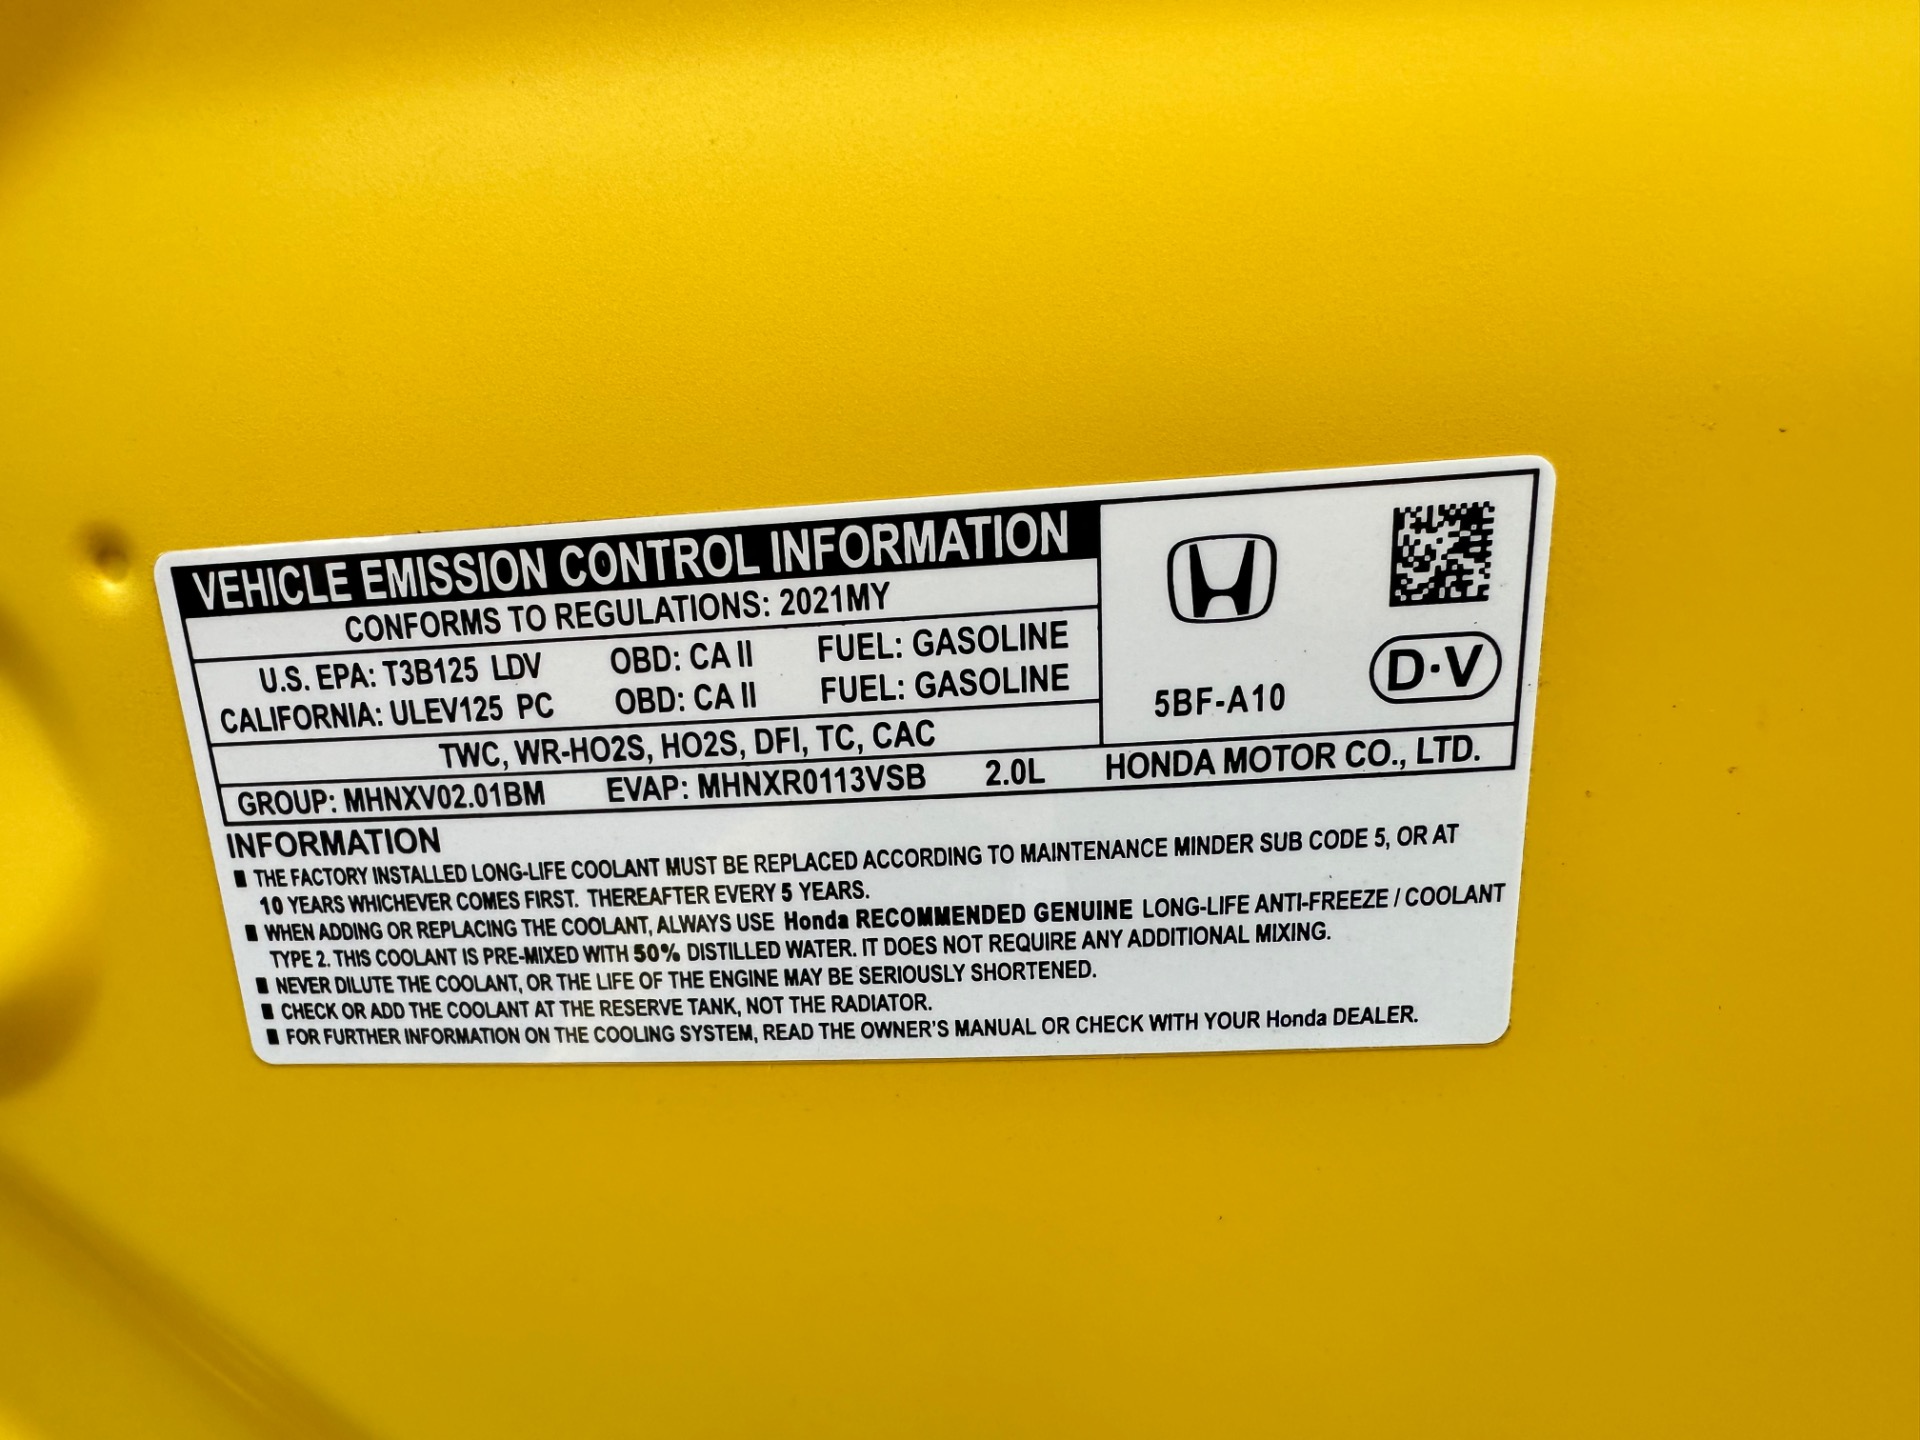 VEHICLE EMISSION CONTROL INFORMATION
CONFORMS TO REGULATIONS: 2021MY
U.S. EPA: T3B125 LDV OBD: CA II FUEL: GASOLINE
CALIFORNIA: ULEV125 PC OBD: CA II FUEL: GASOLINE
TWC, WR-HO2S, HO2S, DFI, TC, CAC
5BF-A10
D·V
GROUP: MHNXV02.01BM EVAP: MHNXR0113VSB 2.0L HONDA MOTOR CO., LTD.
INFORMATION
■ THE FACTORY INSTALLED LONG-LIFE COOLANT MUST BE REPLACED ACCORDING TO MAINTENANCE MINDER SUB CODE 5, OR AT
10 YEARS WHICHEVER COMES FIRST. THEREAFTER EVERY 5 YEARS.
■ WHEN ADDING OR REPLACING THE COOLANT, ALWAYS USE Honda RECOMMENDED GENUINE LONG-LIFE ANTI-FREEZE / COOLANT
TYPE 2. THIS COOLANT IS PRE-MIXED WITH 50% DISTILLED WATER. IT DOES NOT REQUIRE ANY ADDITIONAL MIXING.
■ NEVER DILUTE THE COOLANT, OR THE LIFE OF THE ENGINE MAY BE SERIOUSLY SHORTENED.
■ CHECK OR ADD THE COOLANT AT THE RESERVE TANK, NOT THE RADIATOR.
■ FOR FURTHER INFORMATION ON THE COOLING SYSTEM, READ THE OWNER'S MANUAL OR CHECK WITH YOUR Honda DEALER.